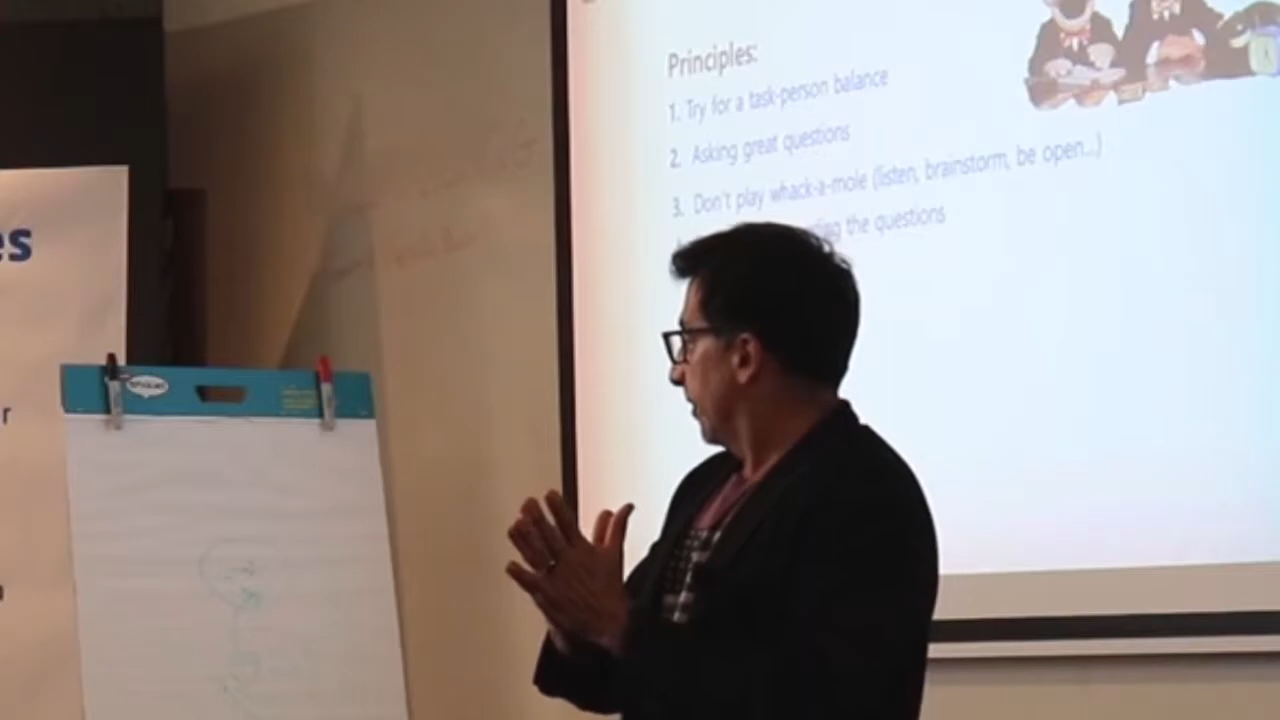 Principles:
1. Try for a task-person balance
2. Asking great questions
3. Don't play whack-a-mole (listen, brainstorm, be open...)
the questions
es
r